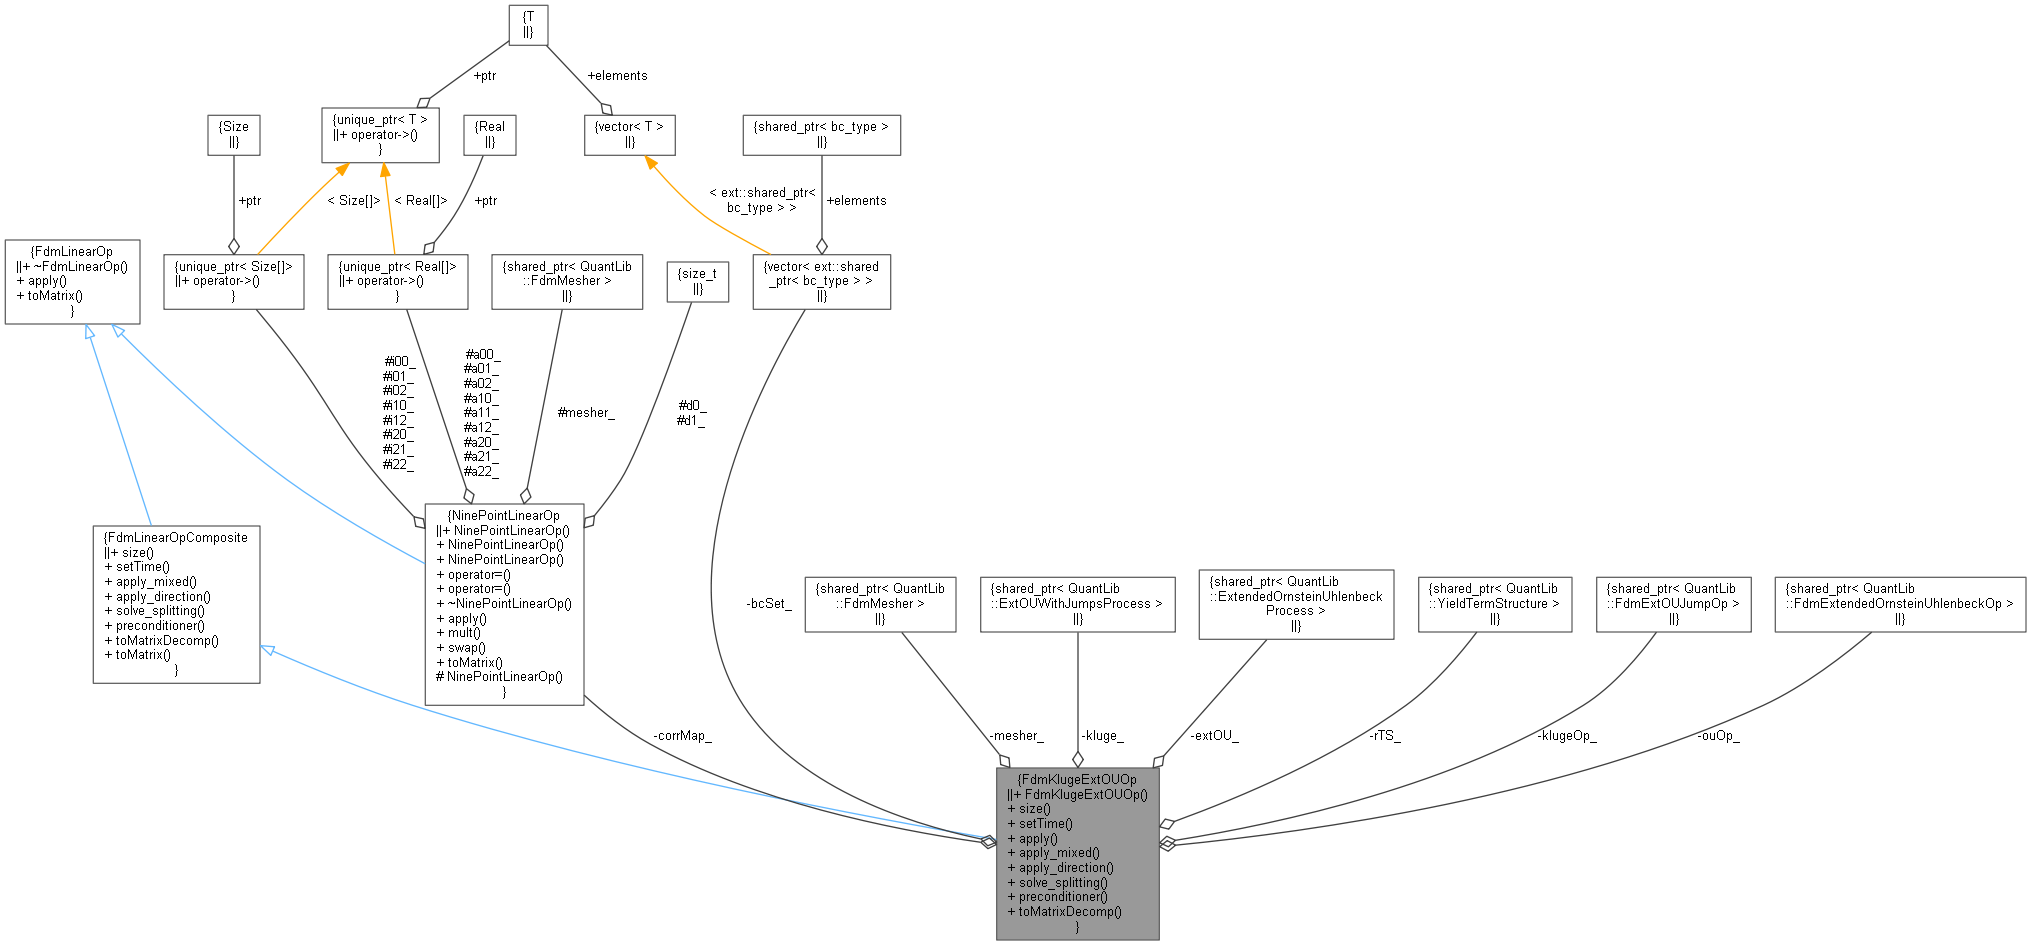 {T
||}
+ptr
+elements
{Size
||}
{unique_ptr< T >
||+ operator->()
}
{Real
||}
{vector< T >
||}
{shared_ptr< bc_type >
||}
+ptr
< Size[]>
< Real[]>
+ptr
< ext::shared_ptr<
bc_type > >
+elements
{FdmLinearOp
||+ ~FdmLinearOp()
+ apply()
+ toMatrix()
}
{unique_ptr< Size[]>
||+ operator->()
}
{unique_ptr< Real[]>
||+ operator->()
}
{shared_ptr< QuantLib
::FdmMesher >
||}
{size_t
||}
{vector< ext::shared
_ptr< bc_type > >
||}
#i00_
#i01_
#i02_
#i10_
#i12_
#i20_
#i21_
#i22_
#a00_
#a01_
#a02_
#a10_
#a11_
#a12_
#a20_
#a21_
#a22_
#mesher_
#d0_
#d1_
{FdmLinearOpComposite
||+ size()
+ setTime()
+ apply_mixed()
+ apply_direction()
+ solve_splitting()
+ preconditioner()
+ toMatrixDecomp()
+ toMatrix()
}
{NinePointLinearOp
||+ NinePointLinearOp()
+ NinePointLinearOp()
+ NinePointLinearOp()
+ operator=()
+ operator=()
+ ~NinePointLinearOp()
+ apply()
+ mult()
+ swap()
+ toMatrix()
# NinePointLinearOp()
}
-bcSet_
{shared_ptr< QuantLib
::FdmMesher >
||}
{shared_ptr< QuantLib
::ExtOUWithJumpsProcess >
||}
{shared_ptr< QuantLib
::ExtendedOrnsteinUhlenbeck
Process >
||}
{shared_ptr< QuantLib
::YieldTermStructure >
||}
{shared_ptr< QuantLib
::FdmExtOUJumpOp >
||}
{shared_ptr< QuantLib
::FdmExtendedOrnsteinUhlenbeckOp >
||}
-corrMap_
-mesher_
-kluge_
-extOU_
-rTS_
-klugeOp_
-ouOp_
{FdmKlugeExtOUOp
||+ FdmKlugeExtOUOp()
+ size()
+ setTime()
+ apply()
+ apply_mixed()
+ apply_direction()
+ solve_splitting()
+ preconditioner()
+ toMatrixDecomp()
}